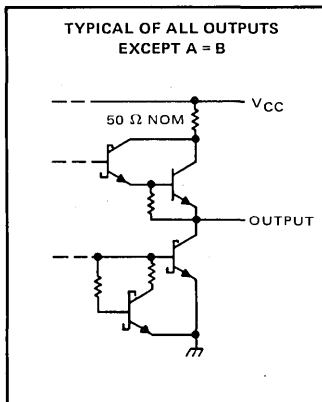 TYPICAL OF ALL OUTPUTS
EXCEPT A = B
VCC
50 Ω NOM
OUTPUT